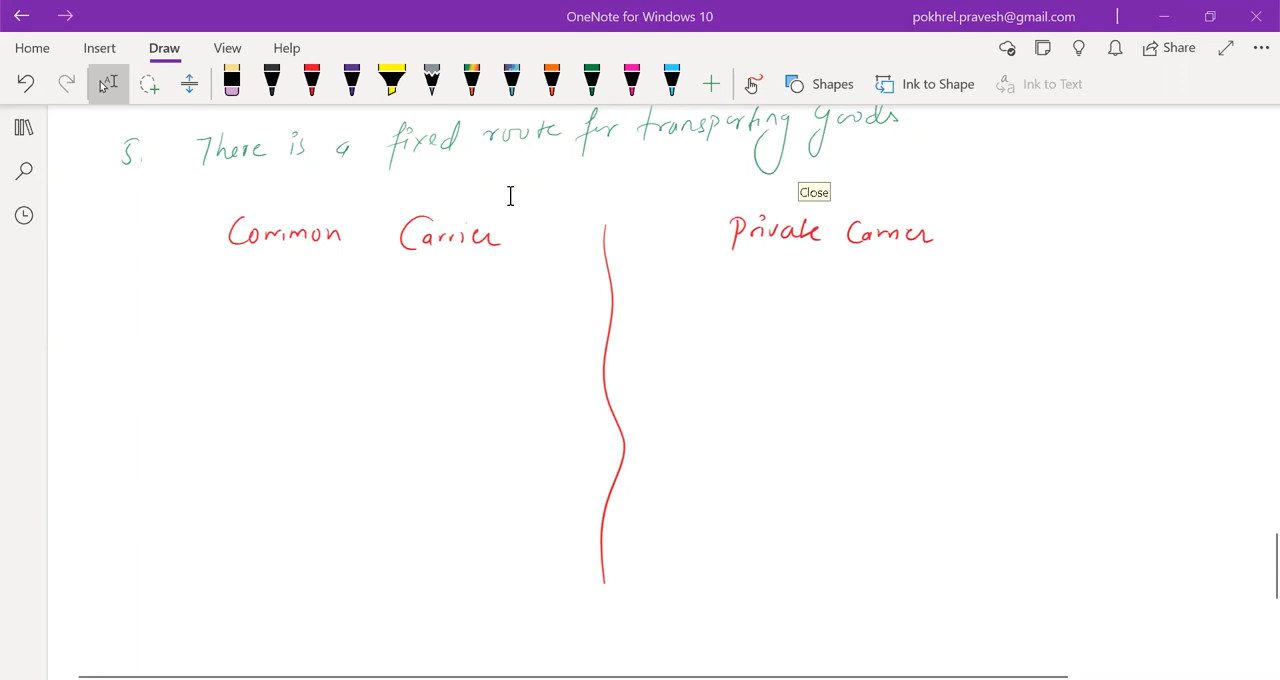 OneNote for Windows 10
pokhrel.pravesh@gmail.com
Home Insert Draw View Help
Share
Shapes Ink to Shape Ink to Text
5. There is a fixed route for transporting goods
Close
Common Carrier
Private Carrier